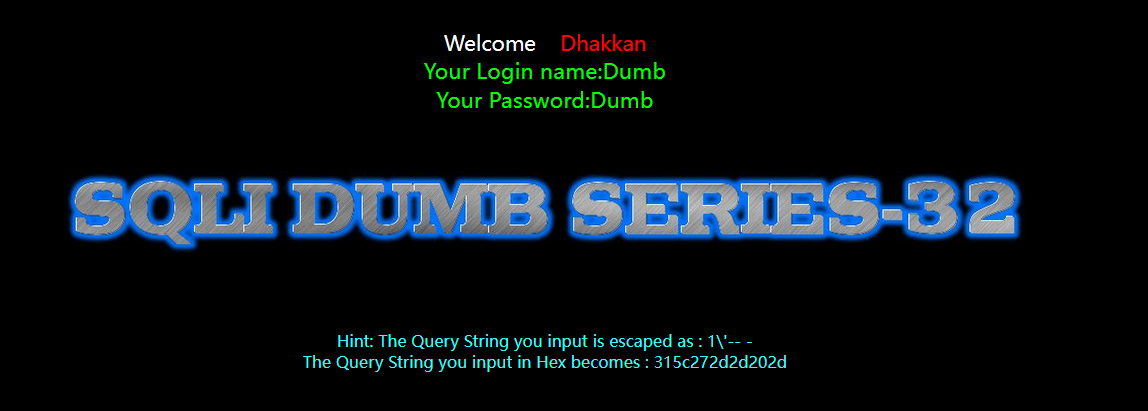 Welcome Dhakkan
Your Login name:Dumb
Your Password:Dumb
SQLI DUMB SERIES-32
Hint: The Query String you input is escaped as : 1\'-- -
The Query String you input in Hex becomes : 315c272d2d202d